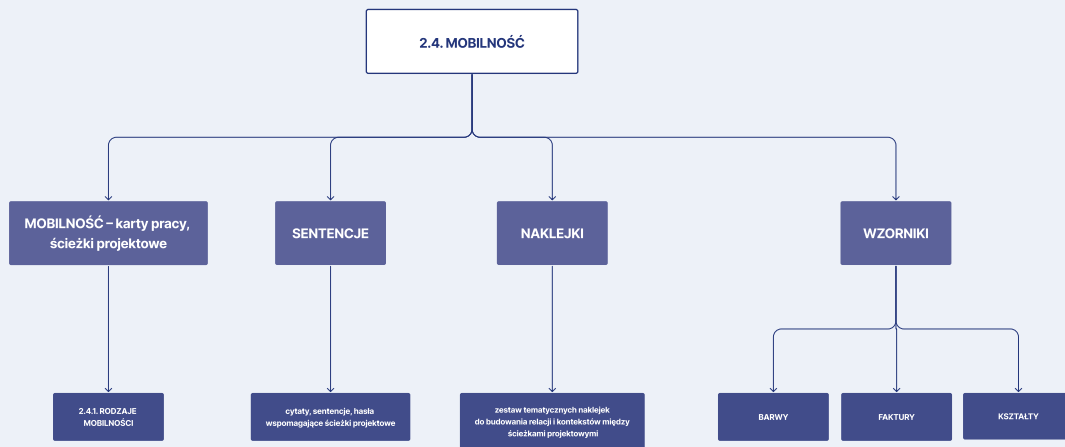 2.4. MOBILNOŚĆ
MOBILNOŚĆ – karty pracy,
ścieżki projektowe
SENTENCJE
NAKLEJKI
WZORNIKI
2.4.1. RODZAJE
MOBILNOŚCI
cytaty, sentencje, hasła
wspomagające ścieżki projektowe
zestaw tematycznych naklejek
do budowania relacji i kontekstów między
ścieżkami projektowymi
BARWY
FAKTURY
KSZTAŁTY